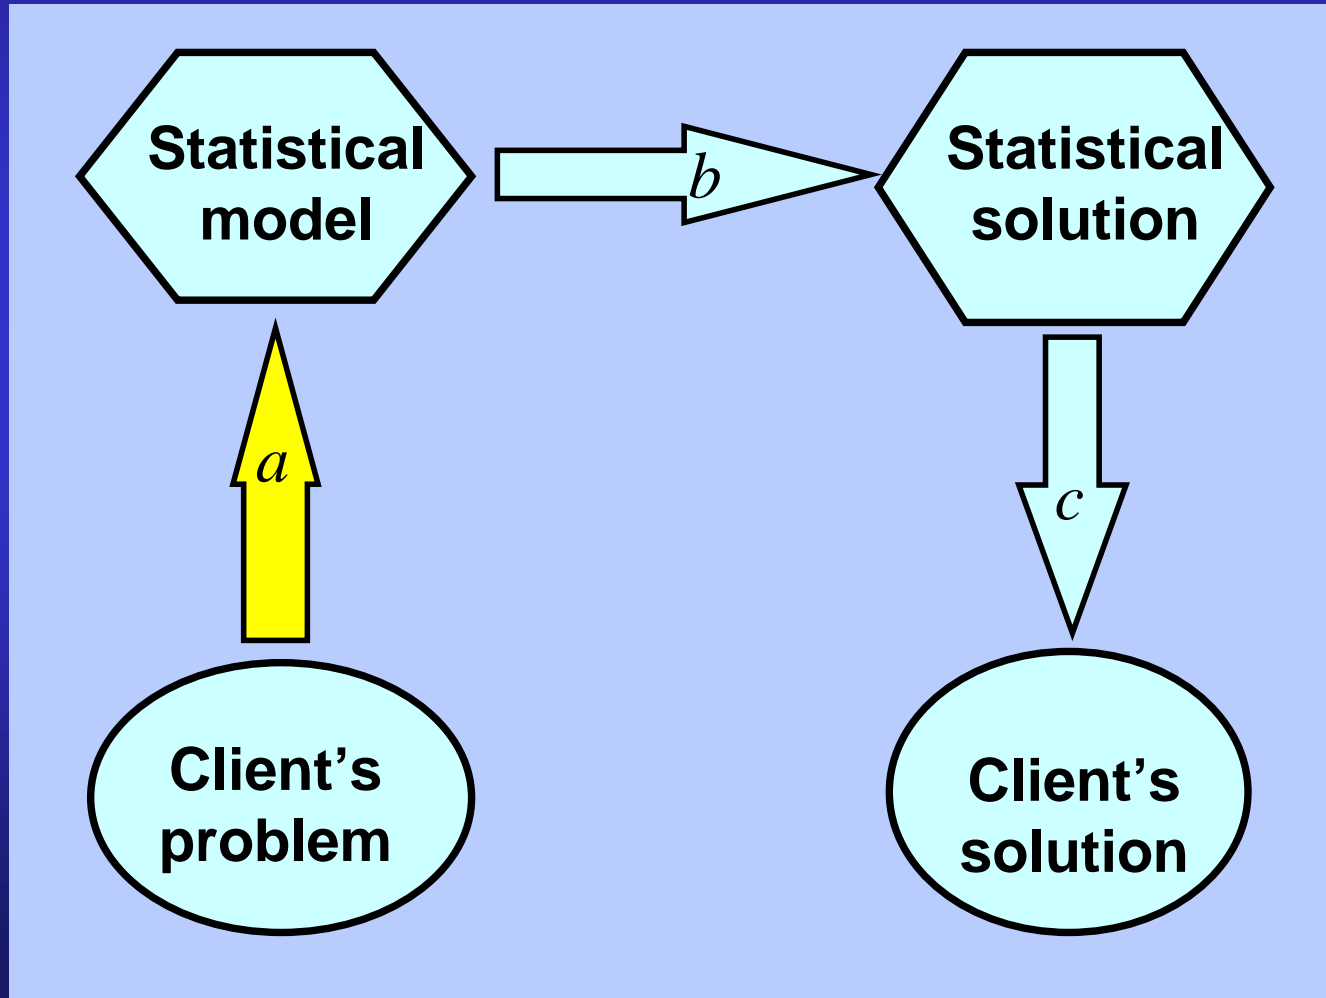 Statistical
model
b
Statistical
solution
a
c
Client’s
problem
Client’s
solution